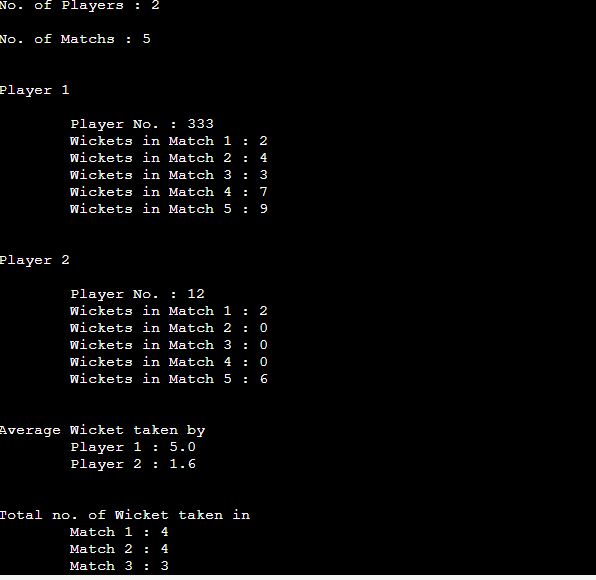 No. of Players : 2
No. of Matchs : 5
Player 1
Player No. : 333
Wickets in Match 1 : 2
Wickets in Match 2 : 4
Wickets in Match 3 : 3
Wickets in Match 4 : 7
Wickets in Match 5 : 9
Player 2
Player No. : 12
Wickets in Match 1 : 2
Wickets in Match 2 : 0
Wickets in Match 3 : 0
Wickets in Match 4 : 0
Wickets in Match 5 : 6
Average Wicket taken by
Player 1 : 5.0
Player 2 : 1.6
Total no. of Wicket taken in
Match 1 : 4
Match 2 : 4
Match 3 : 3